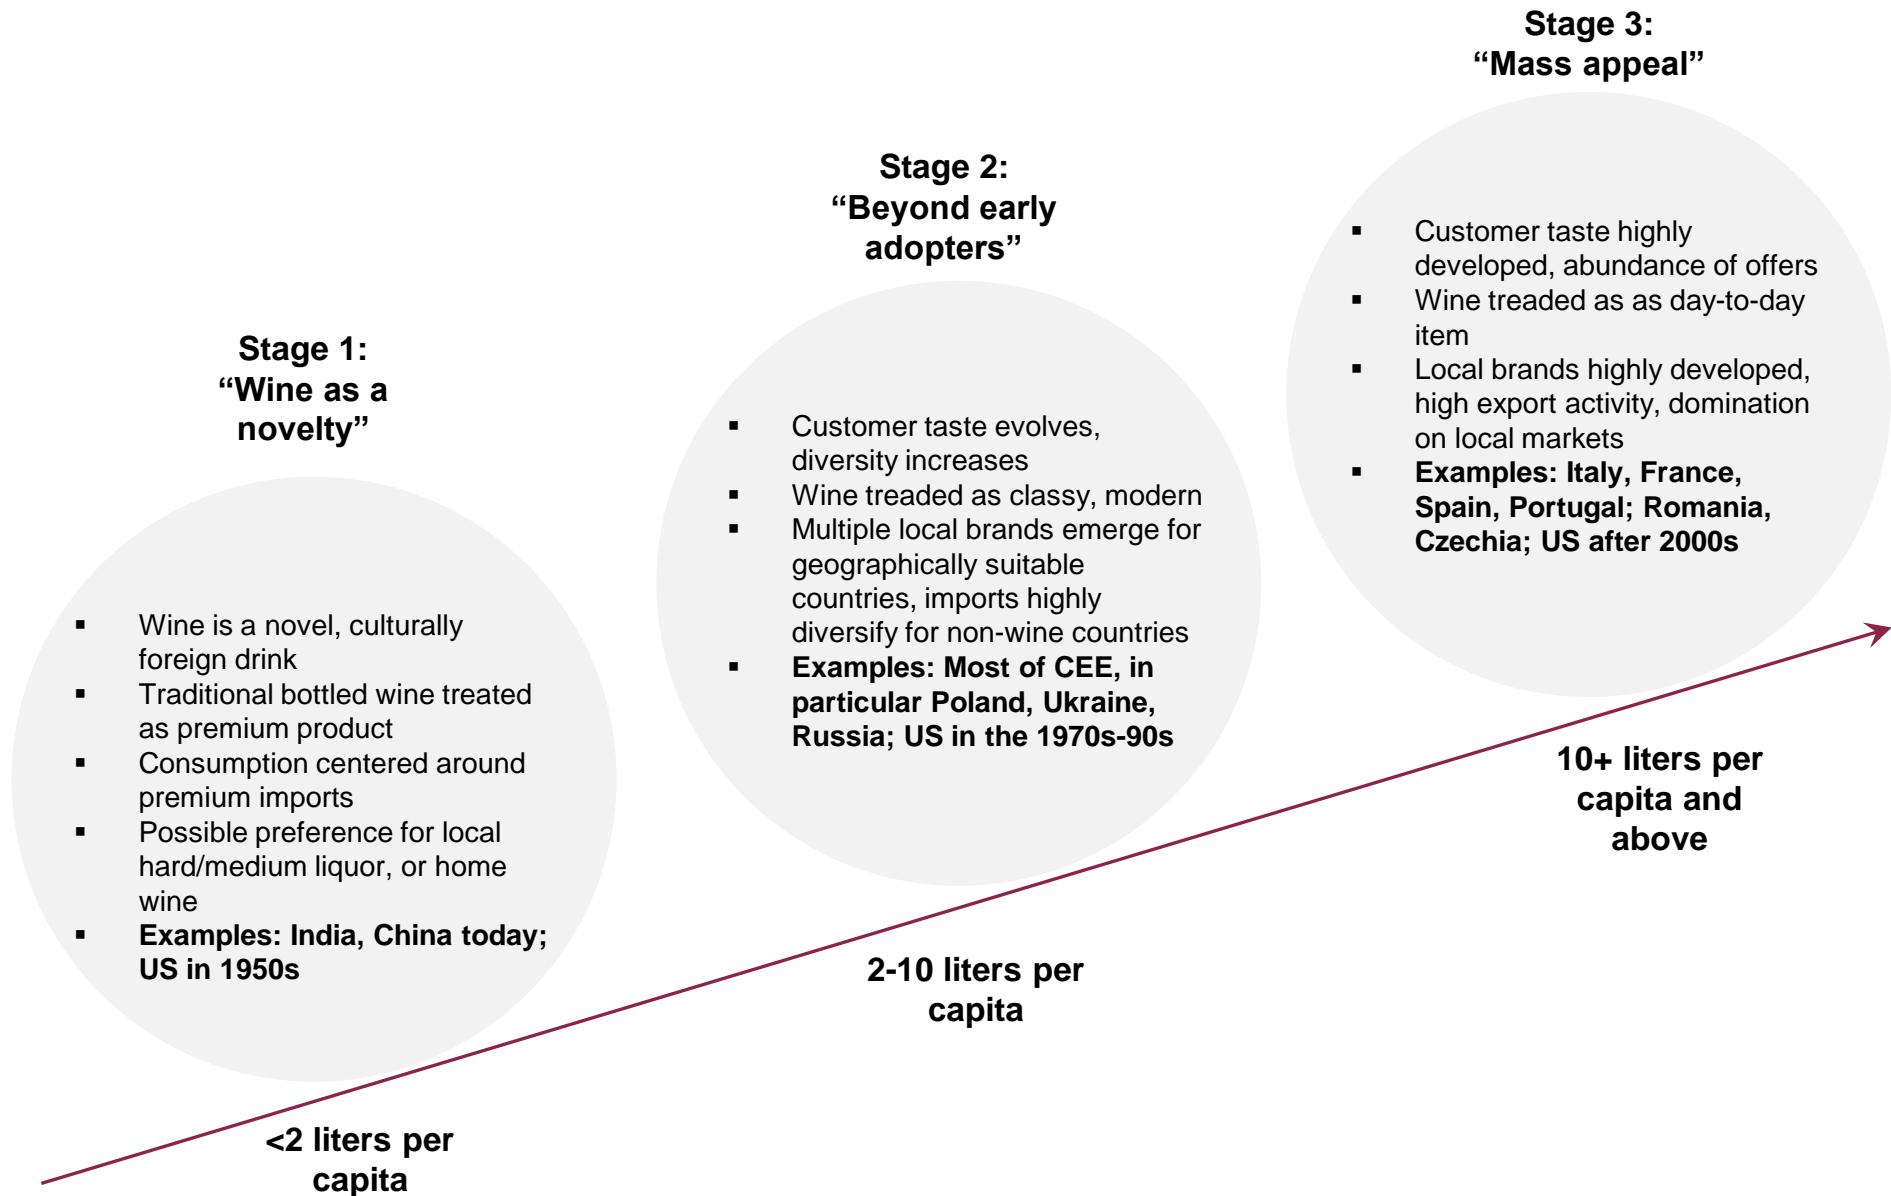 Stage 1:
“Wine as a
novelty”
▪ Wine is a novel, culturally
foreign drink
▪ Traditional bottled wine treated
as premium product
▪ Consumption centered around
premium imports
▪ Possible preference for local
hard/medium liquor, or home
wine
▪ Examples: India, China today;
US in 1950s
<2 liters per
capita
Stage 2:
“Beyond early
adopters”
▪ Customer taste evolves,
diversity increases
▪ Wine treaded as classy, modern
▪ Multiple local brands emerge for
geographically suitable
countries, imports highly
diversify for non-wine countries
▪ Examples: Most of CEE, in
particular Poland, Ukraine,
Russia; US in the 1970s-90s
2-10 liters per
capita
Stage 3:
“Mass appeal”
▪ Customer taste highly
developed, abundance of offers
▪ Wine treaded as as day-to-day
item
▪ Local brands highly developed,
high export activity, domination
on local markets
▪ Examples: Italy, France,
Spain, Portugal; Romania,
Czechia; US after 2000s
10+ liters per
capita and
above